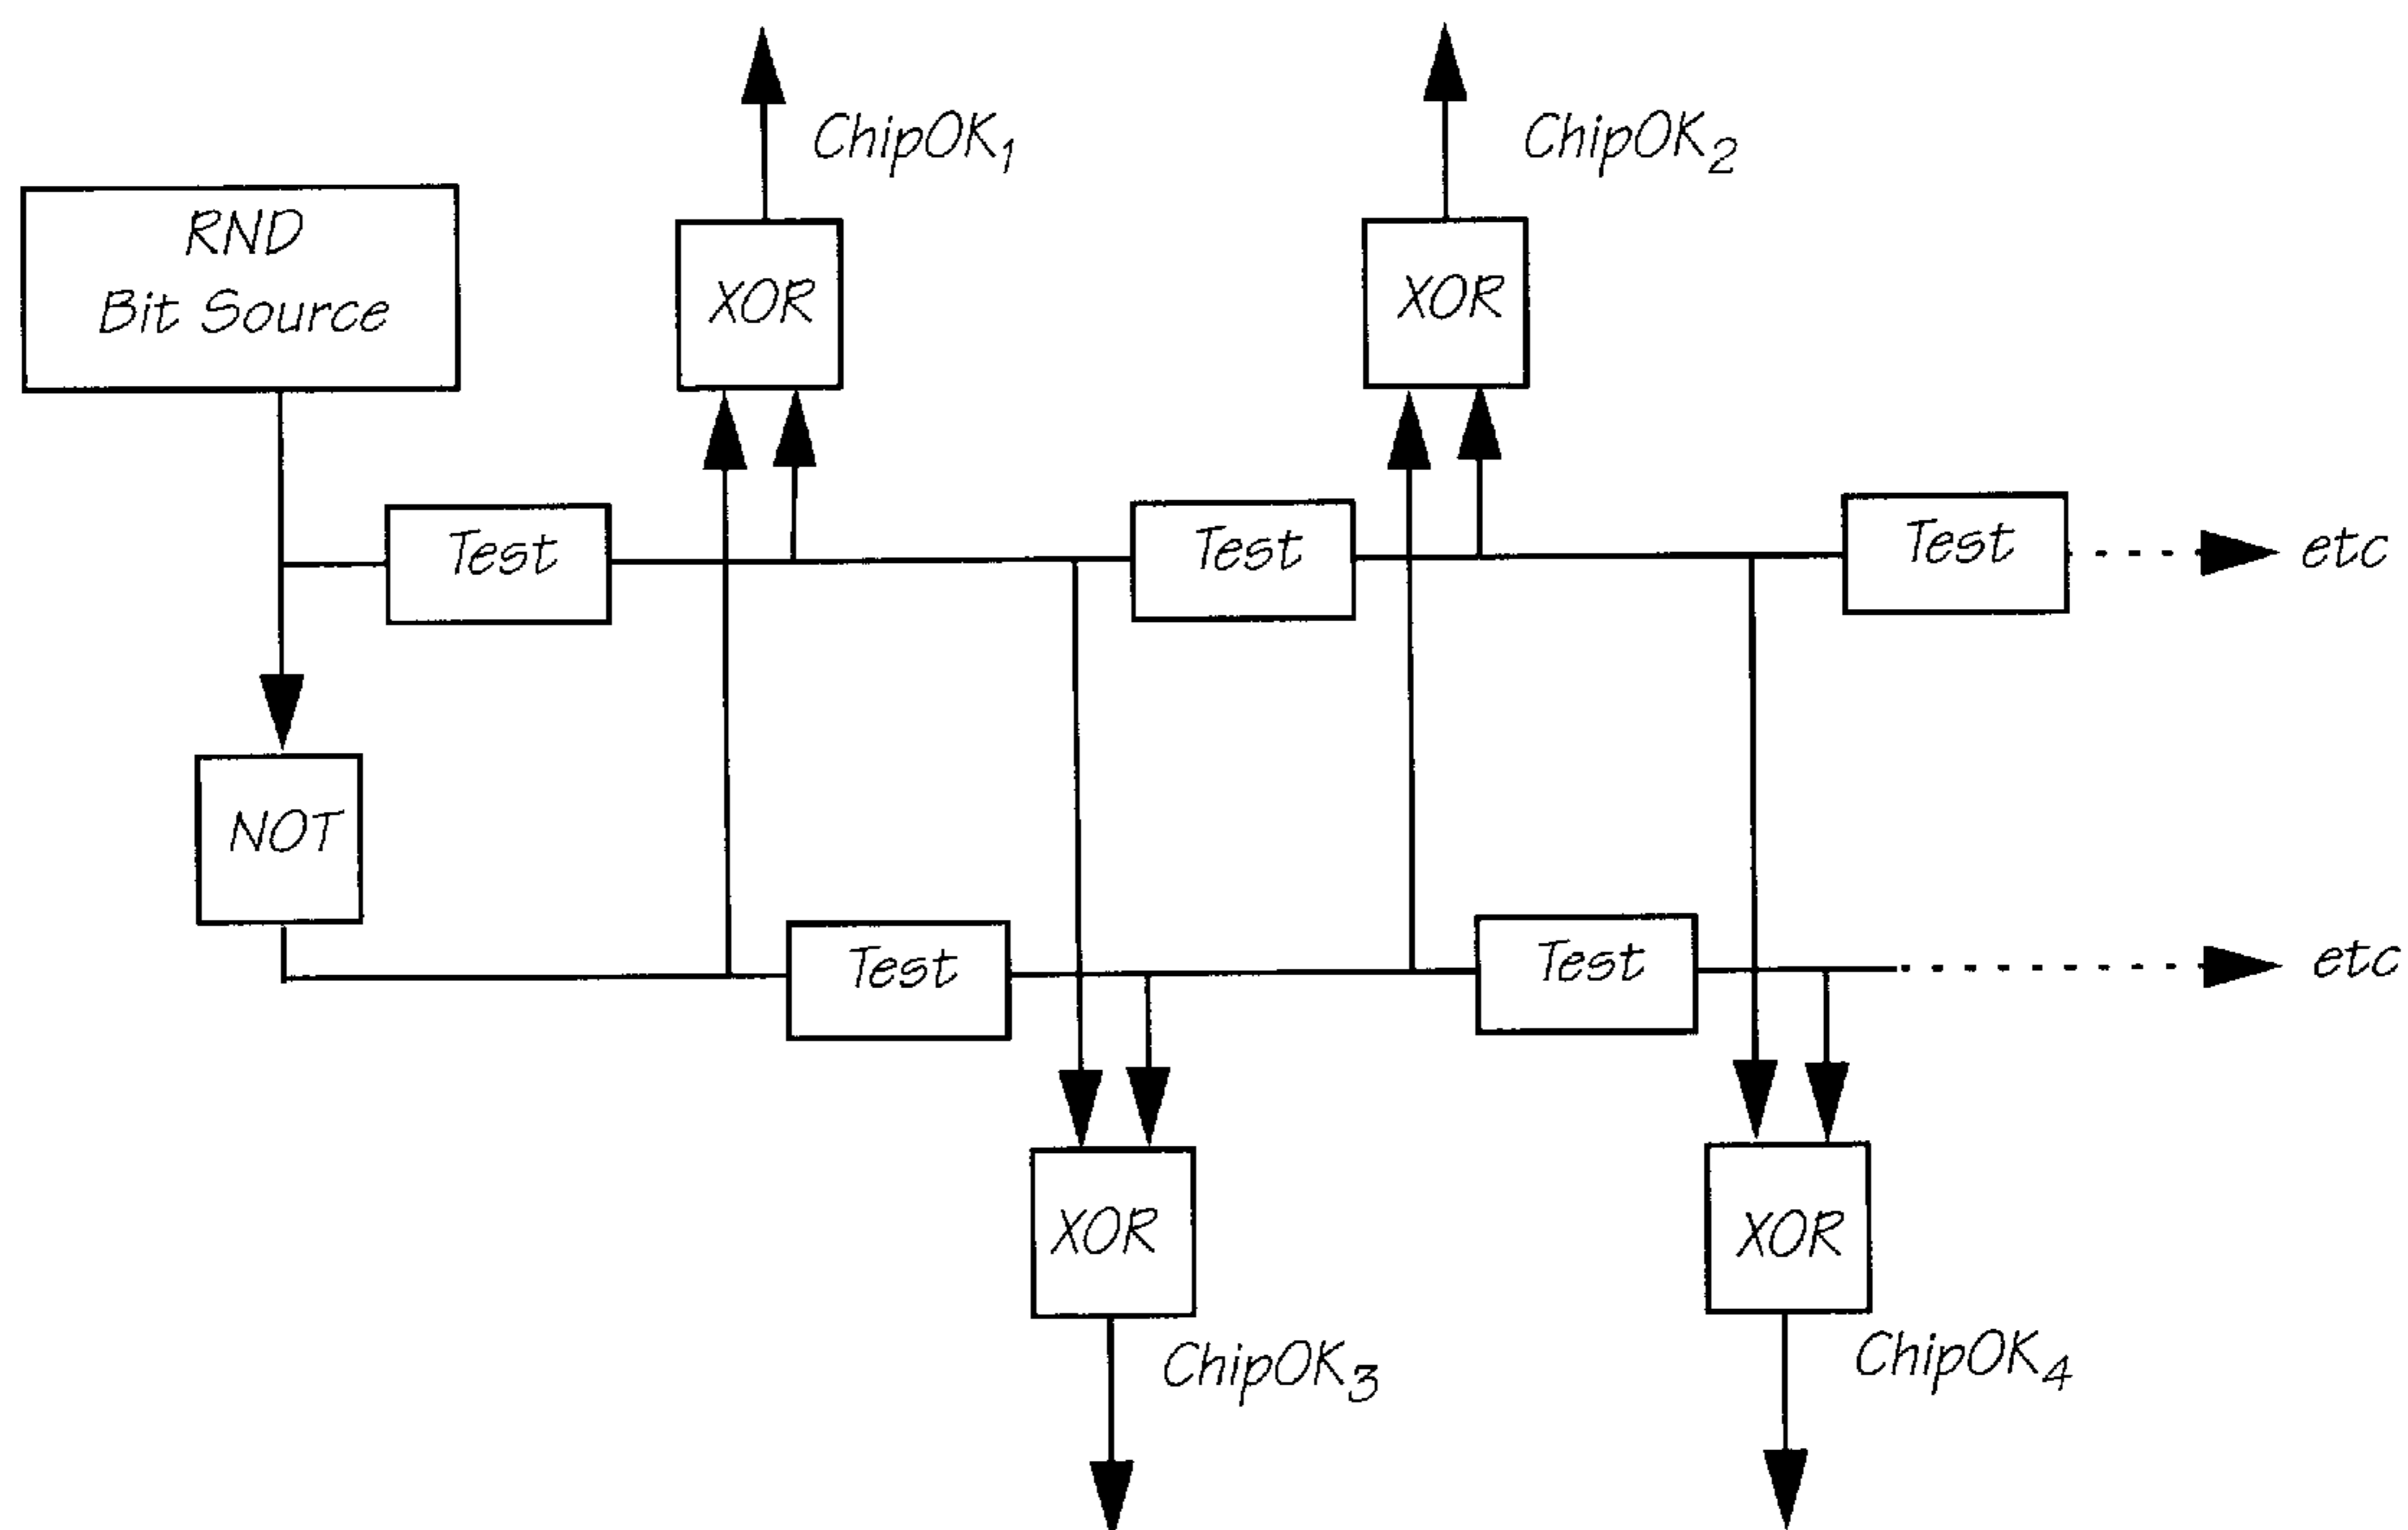 ChipOK1
ChipOK2
RND
Bit Source
XOR
XOR
Test
Test
Test
etc
NOT
Test
Test
etc
XOR
XOR
ChipOK3
ChipOK4